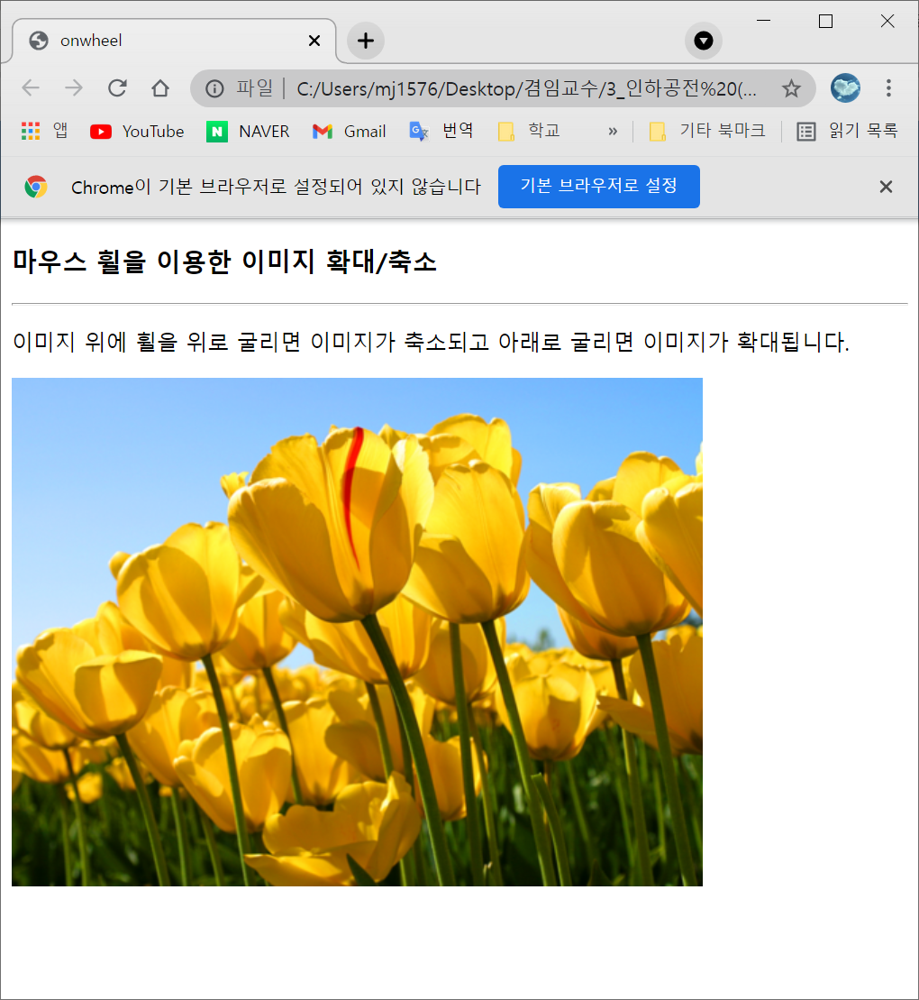 onwheel
파일 | C:/Users/mj1576/Desktop/겸임교수/3_인하공전%20(...
앱 YouTube NAVER Gmail 번역 학교 » 기타 북마크 읽기 목록
Chrome이 기본 브라우저로 설정되어 있지 않습니다 기본 브라우저로 설정
마우스 휠을 이용한 이미지 확대/축소
이미지 위에 휠을 위로 굴리면 이미지가 축소되고 아래로 굴리면 이미지가 확대됩니다.